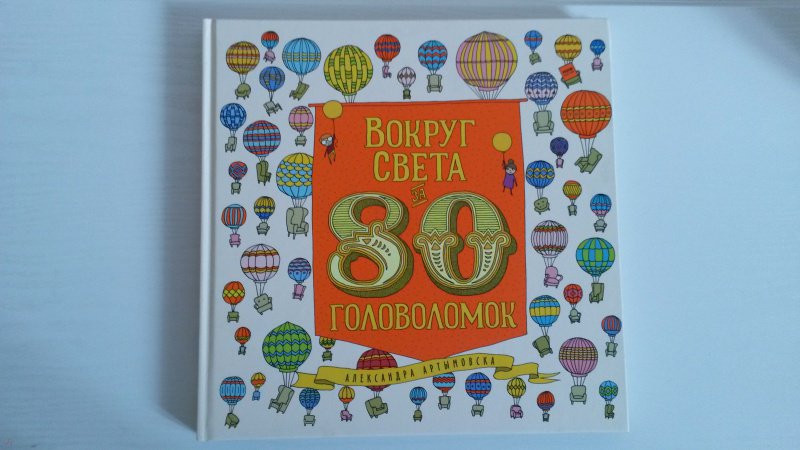 ВОКРУГ
СВЕТА
ЗА
80
ГОЛОВОЛОМОК
АЛЕКСАНДРА АРТЫМОВСКА